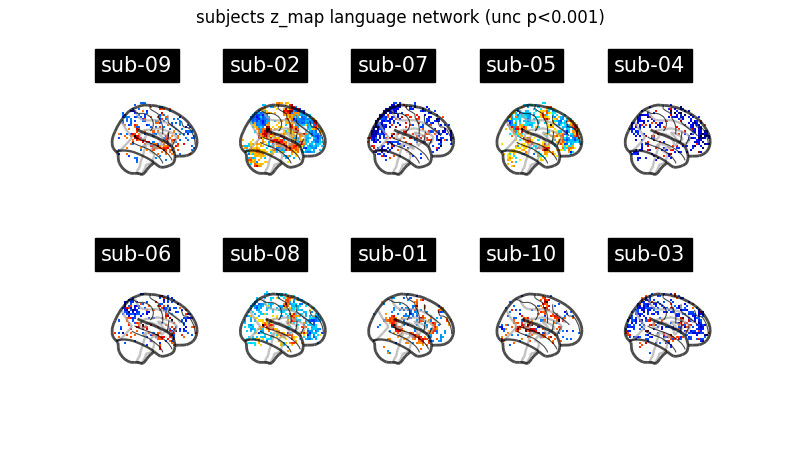 subjects z_map language network (unc p<0.001)
sub-09 sub-02 sub-07 sub-05 sub-04
sub-06 sub-08 sub-01 sub-10 sub-03